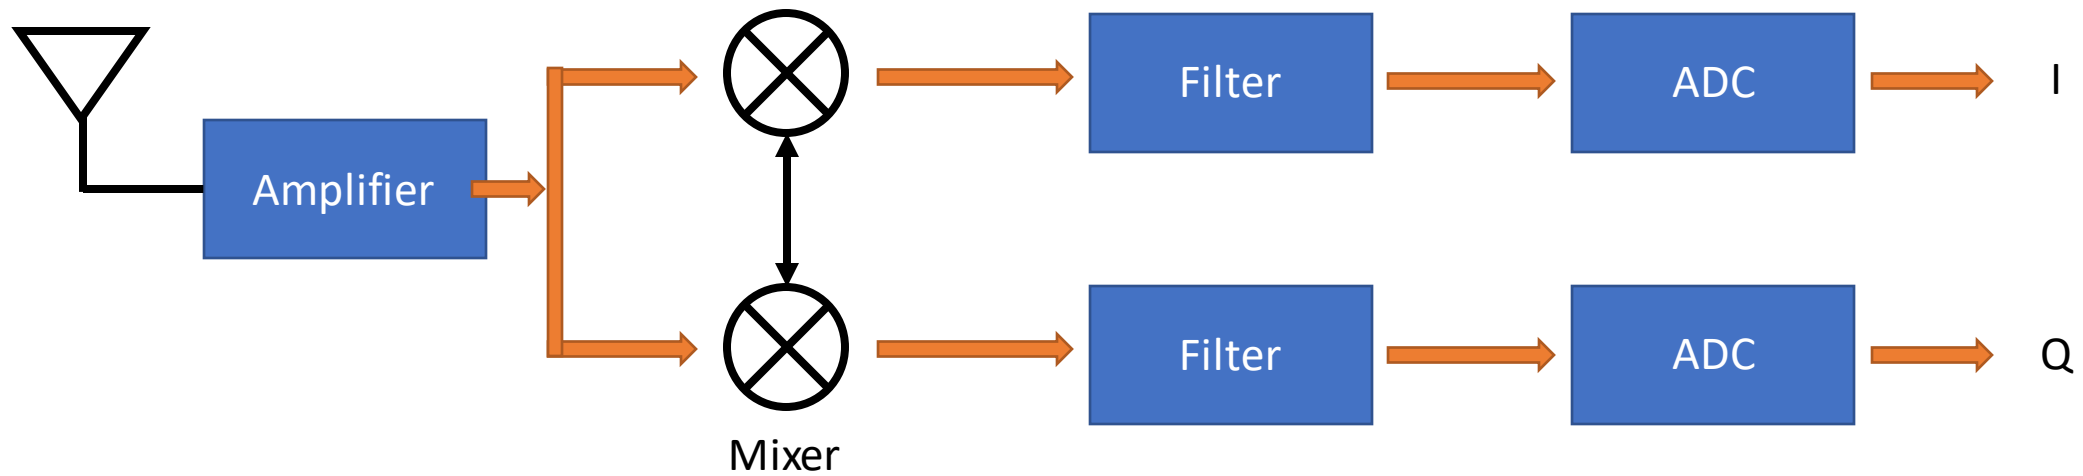 Filter
ADC
I
Amplifier
Filter
ADC
Q
Mixer